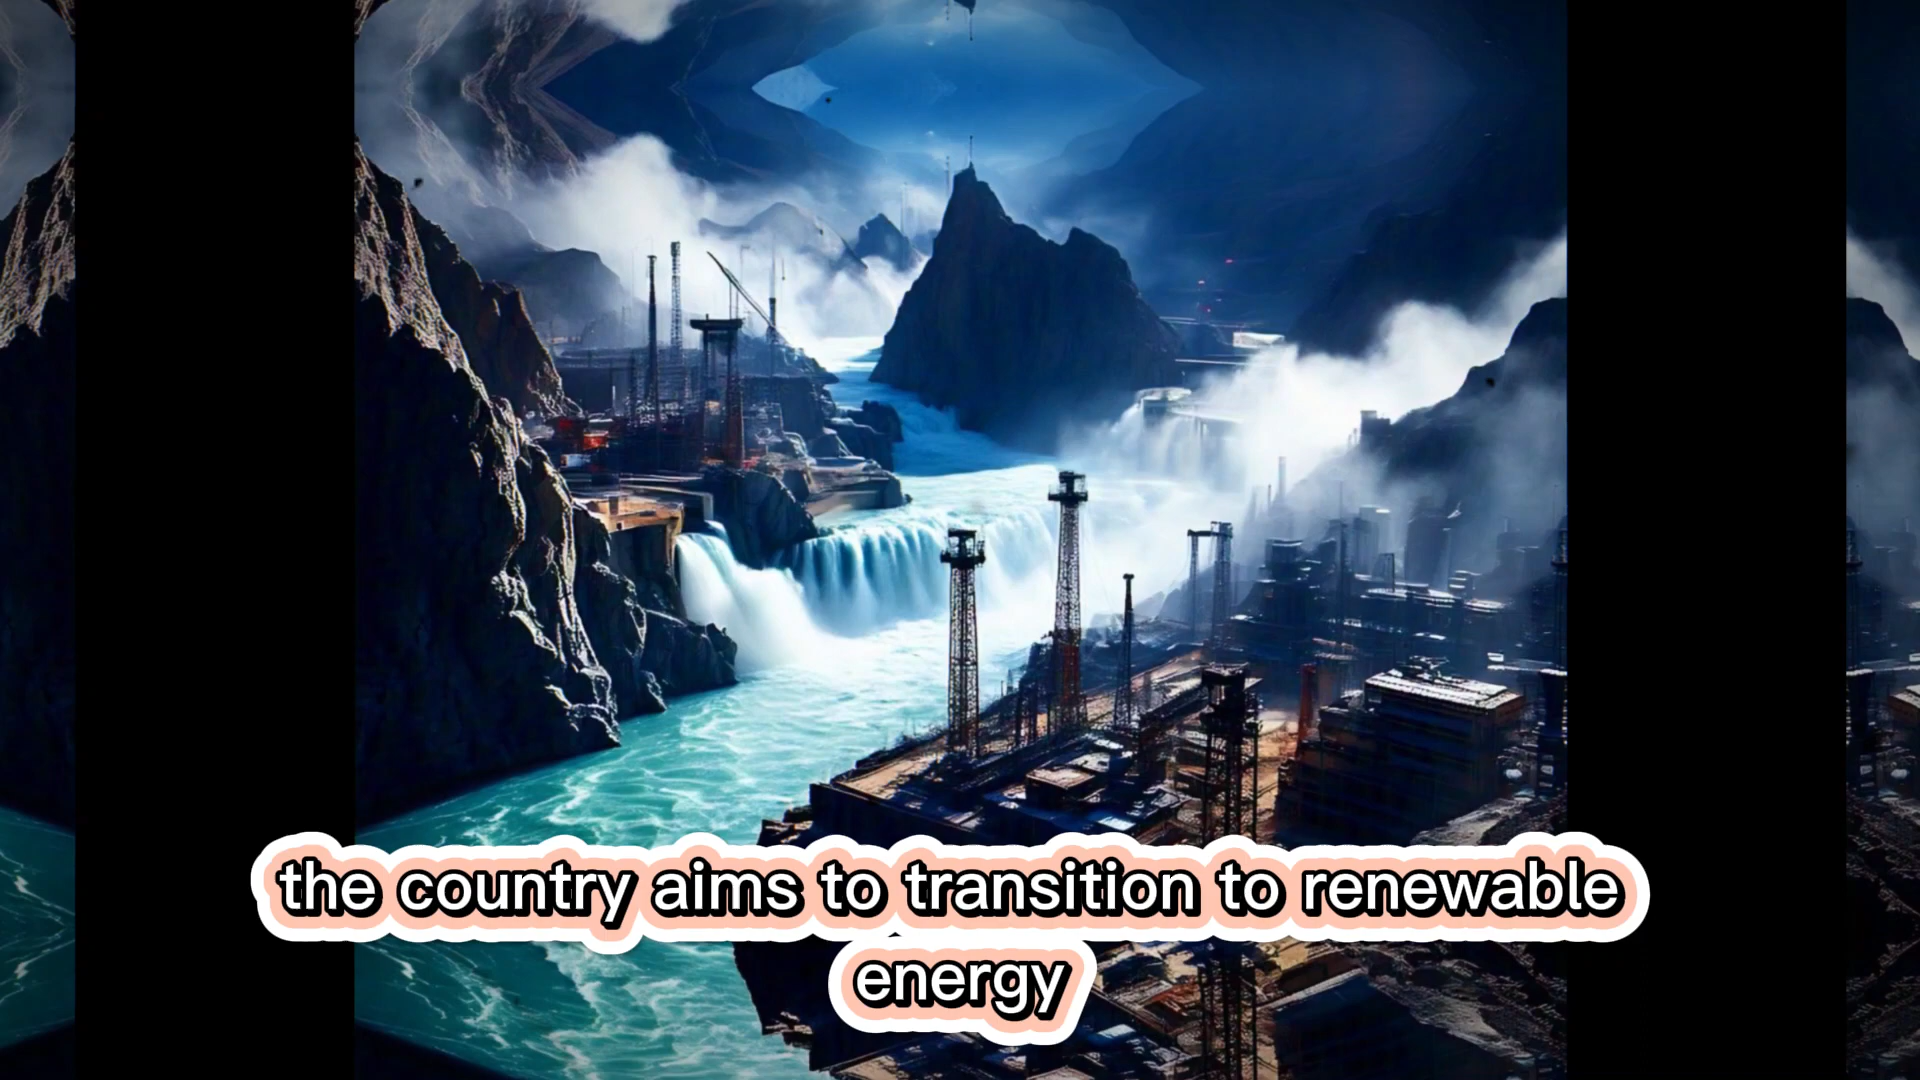 the country aims to transition to renewable
energy